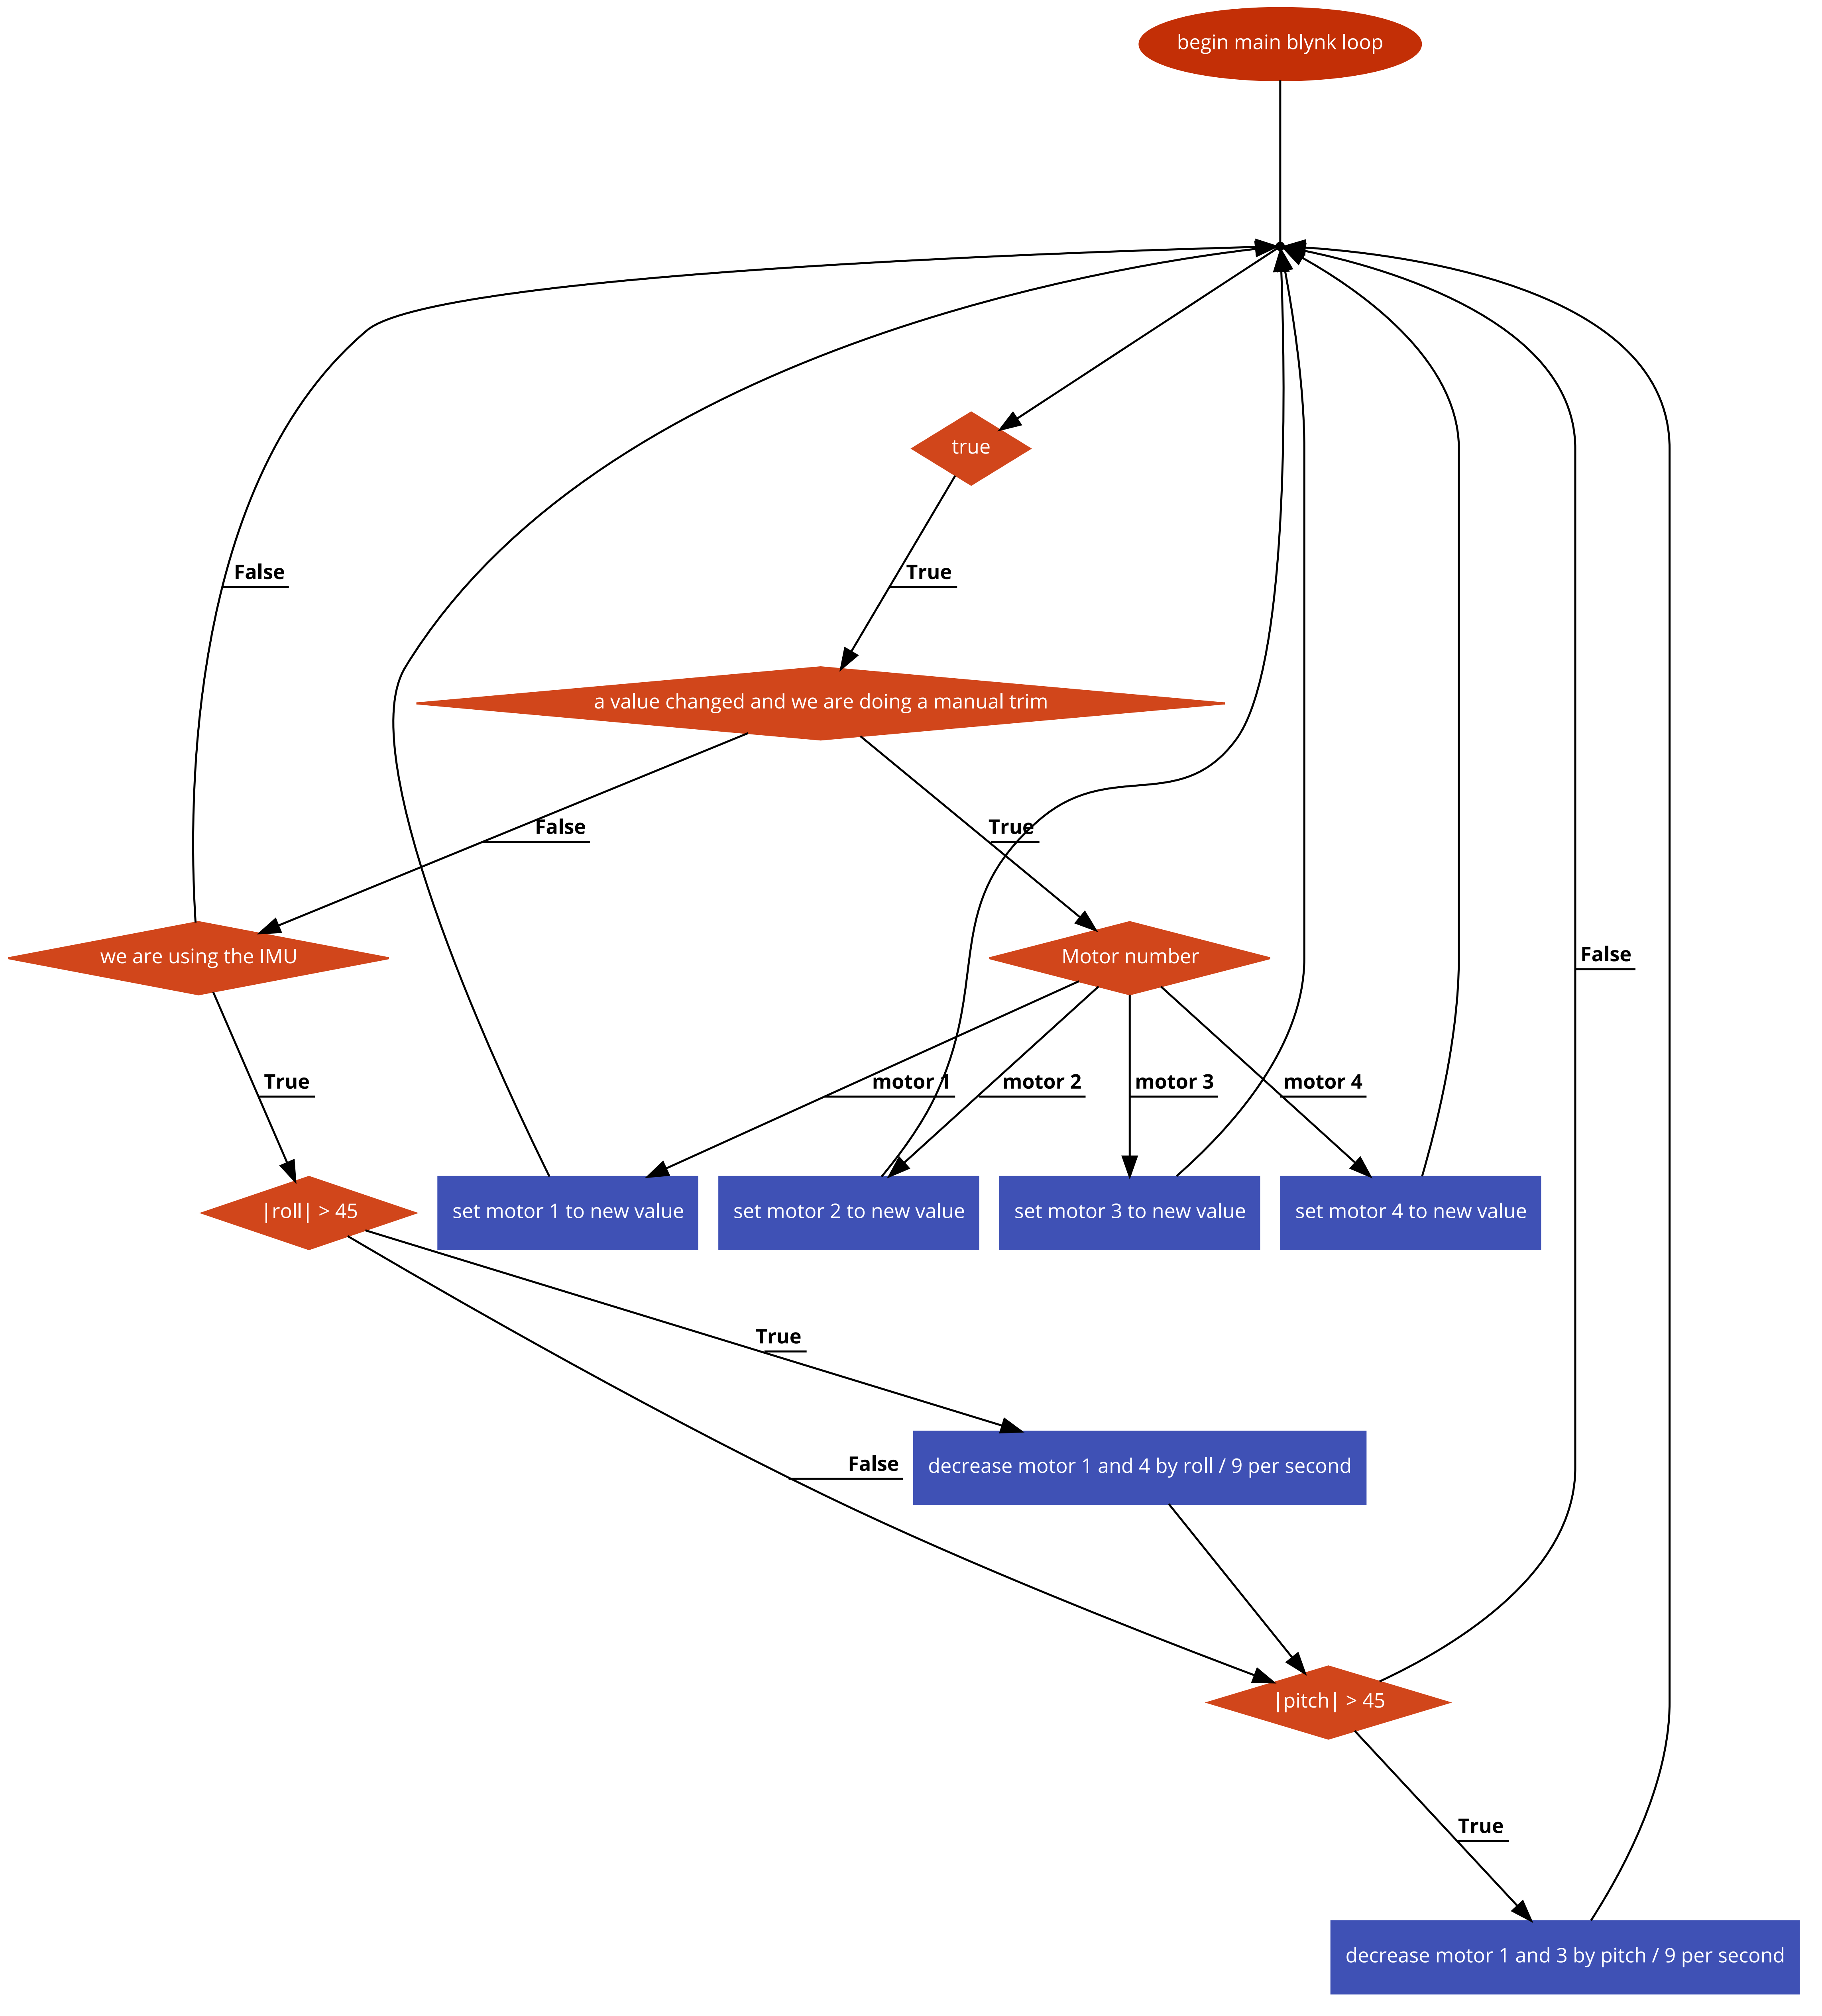 begin main blynk loop
true
False
True
a value changed and we are doing a manual trim
False
True
we are using the IMU
Motor number
False
True
motor 1
motor 2
motor 3
motor 4
|roll| > 45
set motor 1 to new value
set motor 2 to new value
set motor 3 to new value
set motor 4 to new value
True
False
decrease motor 1 and 4 by roll / 9 per second
|pitch| > 45
True
decrease motor 1 and 3 by pitch / 9 per second